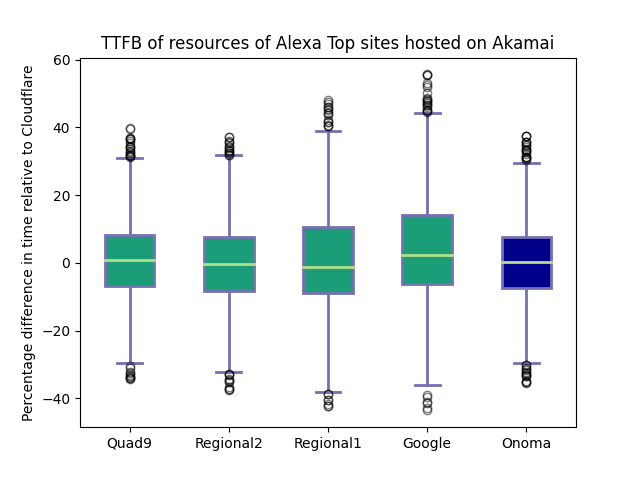 TTFB of resources of Alexa Top sites hosted on Akamai
Percentage difference in time relative to Cloudflare
60
40
20
0
−20
−40
Quad9
Regional2
Regional1
Google
Onoma